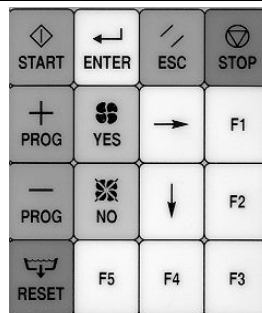 START ENTER ESC STOP
PROG YES F1
PROG NO F2
RESET F5 F4 F3